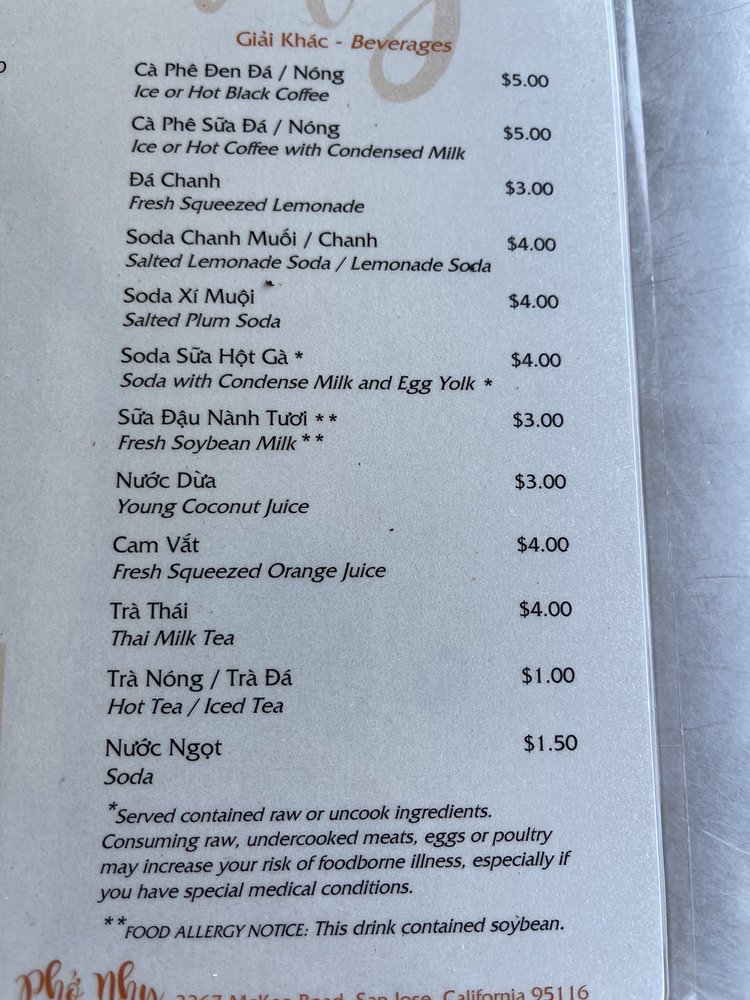 Giải Khác - Beverages
Cà Phê Đen Đá / Nóng $5.00
Ice or Hot Black Coffee
Cà Phê Sữa Đá / Nóng $5.00
Ice or Hot Coffee with Condensed Milk
Đá Chanh $3.00
Fresh Squeezed Lemonade
Soda Chanh Muối / Chanh $4.00
Salted Lemonade Soda / Lemonade Soda
Soda Xí Muội $4.00
Salted Plum Soda
Soda Sữa Hột Gà * $4.00
Soda with Condense Milk and Egg Yolk *
Sữa Đậu Nành Tươi ** $3.00
Fresh Soybean Milk **
Nước Dừa $3.00
Young Coconut Juice
Cam Vắt $4.00
Fresh Squeezed Orange Juice
Trà Thái $4.00
Thai Milk Tea
Trà Nóng / Trà Đá $1.00
Hot Tea / Iced Tea
Nước Ngọt $1.50
Soda
*Served contained raw or uncook ingredients.
Consuming raw, undercooked meats, eggs or poultry
may increase your risk of foodborne illness, especially if
you have special medical conditions.
**FOOD ALLERGY NOTICE: This drink contained soybean.
Phở Như 2267 McKee Road, San Jose, California 95116